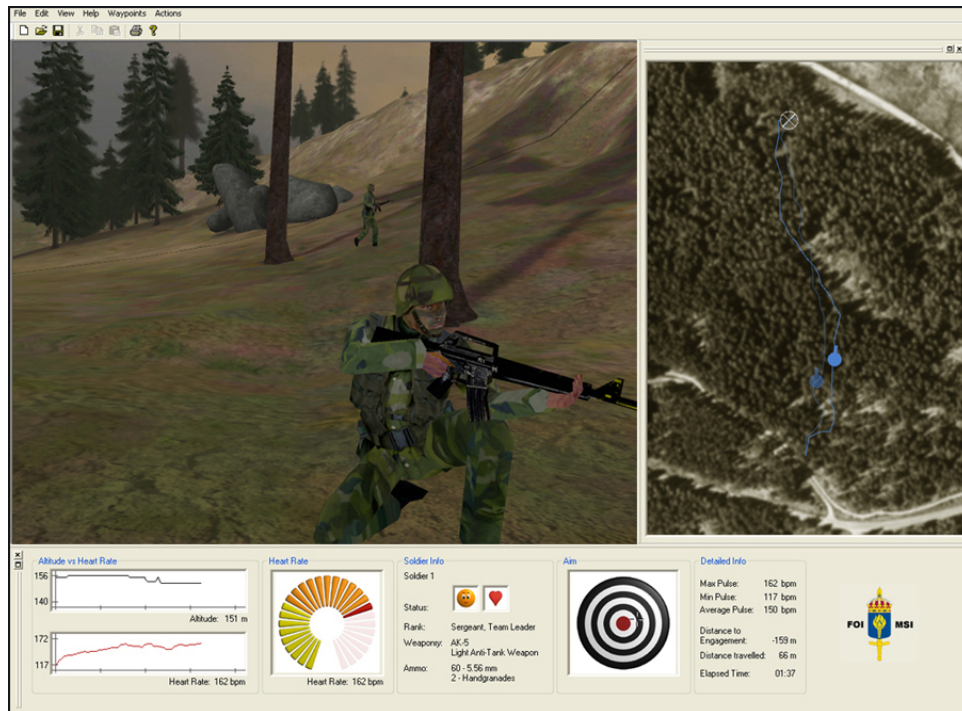 File Edit View Help Waypoints Actions
Altitude vs Heart Rate
156
140
Altitude: 151 m
172
117
Heart Rate: 162 bpm
Heart Rate
Heart Rate: 162 bpm
Soldier Info
Soldier 1
Status:
Rank: Sergeant, Team Leader
Weaponry: AK-5
Light Anti-Tank Weapon
Ammo: 60 - 5.56 mm
2 - Handgranades
Aim
Detailed Info
Max Pulse: 162 bpm
Min Pulse: 117 bpm
Average Pulse: 150 bpm
Distance to
Engagement: -159 m
Distance travelled: 66 m
Elapsed Time: 01:37
FOI MSI